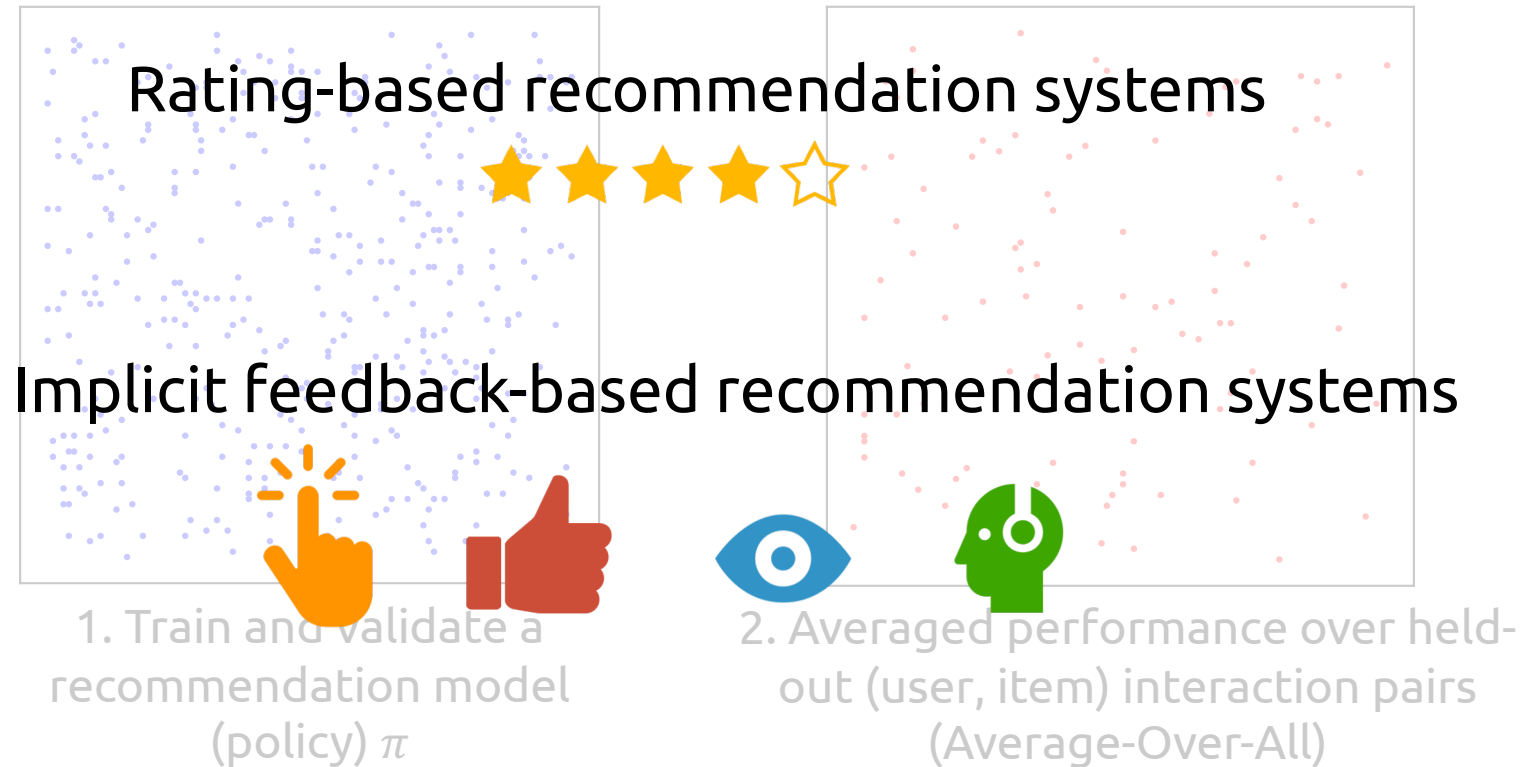 Rating-based recommendation systems
Implicit feedback-based recommendation systems
1. Train and validate a
recommendation model
(policy) π
2. Averaged performance over held-
out (user, item) interaction pairs
(Average-Over-All)